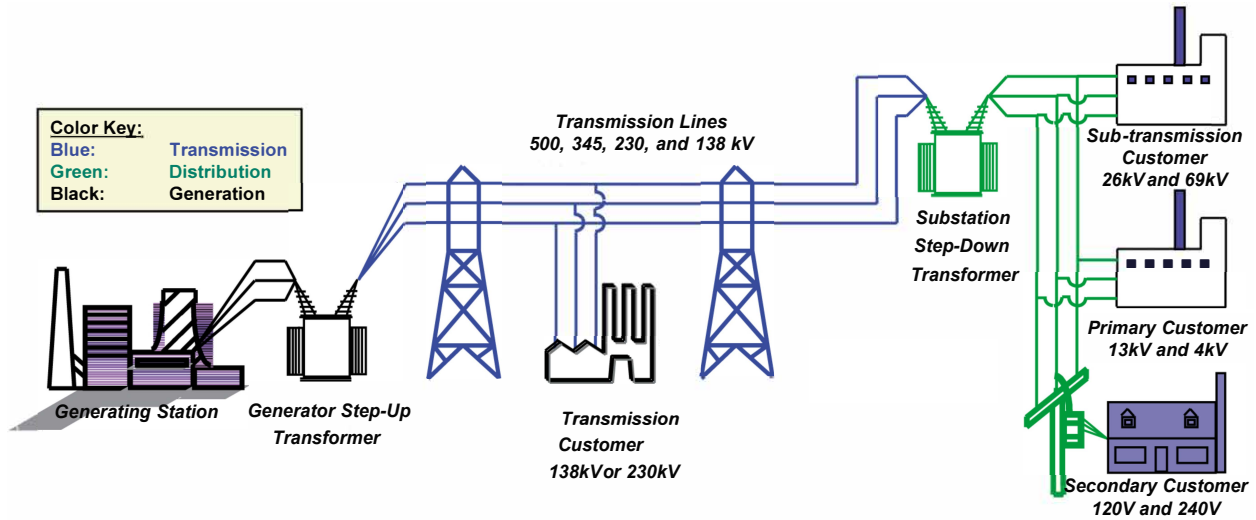 Color Key:
Blue: Transmission
Green: Distribution
Black: Generation
Transmission Lines
500, 345, 230, and 138 kV
Sub-transmission
Customer
26kV and 69kV
Substation
Step-Down
Transformer
Primary Customer
13kV and 4kV
Generating Station
Generator Step-Up
Transformer
Transmission
Customer
138kV or 230kV
Secondary Customer
120V and 240V